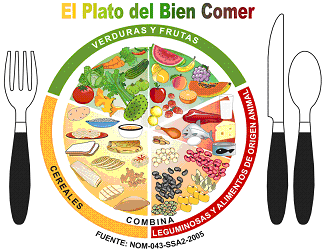 El Plato del Bien Comer
VERDURAS Y FRUTAS
CEREALES
COMBINA
LEGUMINOSAS Y ALIMENTOS DE ORIGEN ANIMAL
FUENTE: NOM-043-SSA2-2005